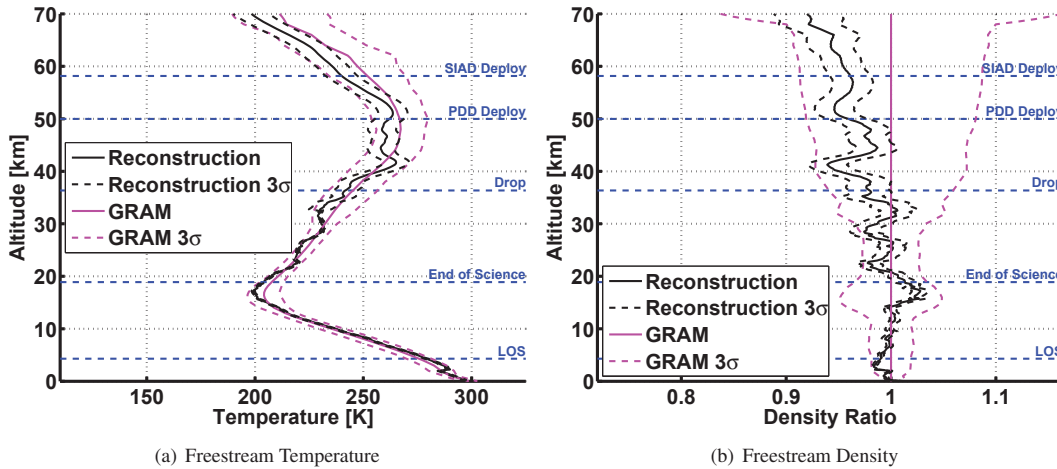 70
60
50
40
30
20
10
0
Altitude [km]
SIAD Deploy
PDD Deploy
Drop
End of Science
LOS
Reconstruction
Reconstruction 3σ
GRAM
GRAM 3σ
150
200
250
300
Temperature [K]
(a) Freestream Temperature
70
60
50
40
30
20
10
0
Altitude [km]
SIAD Deploy
PDD Deploy
Drop
End of Science
LOS
Reconstruction
Reconstruction 3σ
GRAM
GRAM 3σ
0.8
0.9
1
1.1
Density Ratio
(b) Freestream Density